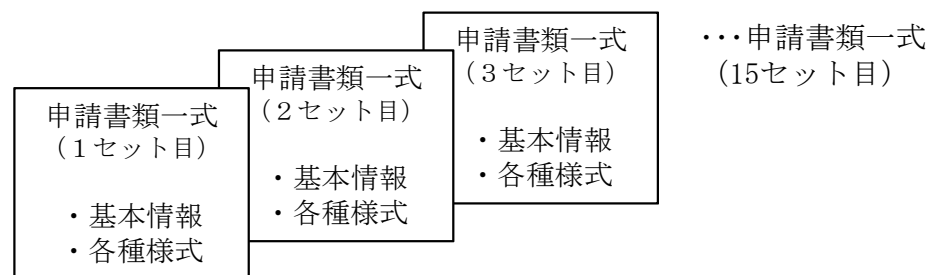 申請書類一式
（１セット目）
・基本情報
・各種様式
申請書類一式
（２セット目）
・基本情報
・各種様式
申請書類一式
（３セット目）
・基本情報
・各種様式
･･･申請書類一式
（15セット目）